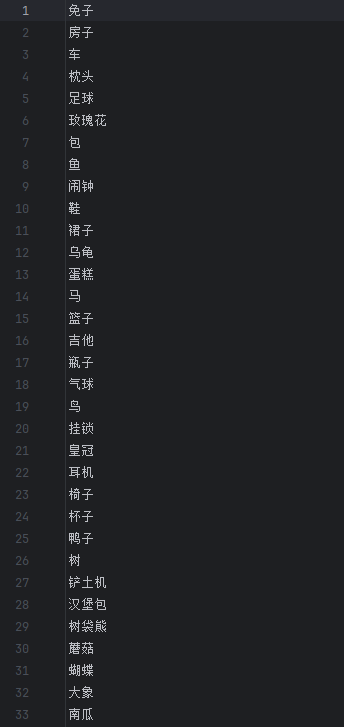 1 免子
2 房子
3 车
4 枕头
5 足球
6 玫瑰花
7 包
8 鱼
9 闹钟
10 鞋
11 裙子
12 乌龟
13 蛋糕
14 马
15 篮子
16 吉他
17 瓶子
18 气球
19 鸟
20 挂锁
21 皇冠
22 耳机
23 椅子
24 杯子
25 鸭子
26 树
27 铲土机
28 汉堡包
29 树袋熊
30 蘑菇
31 蝴蝶
32 大象
33 南瓜